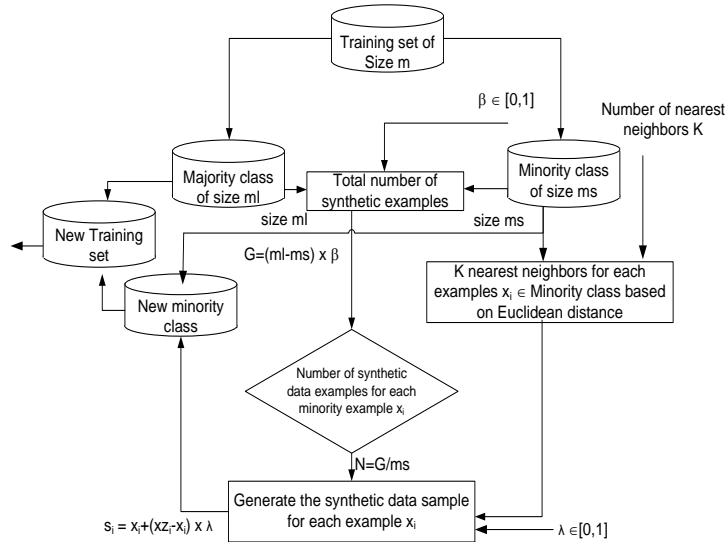 Training set of
Size m
β ∈ [0,1]
Number of nearest
neighbors K
Majority class
of size ml
Total number of
synthetic examples
Minority class
of size ms
size ml
size ms
New Training
set
G=(ml-ms) x β
New minority
class
K nearest neighbors for each
examples xᵢ ∈ Minority class based
on Euclidean distance
Number of synthetic
data examples for each
minority example xᵢ
N=G/ms
Generate the synthetic data sample
for each example xᵢ
sᵢ = xᵢ+(xzᵢ-xᵢ) x λ
λ ∈[0,1]